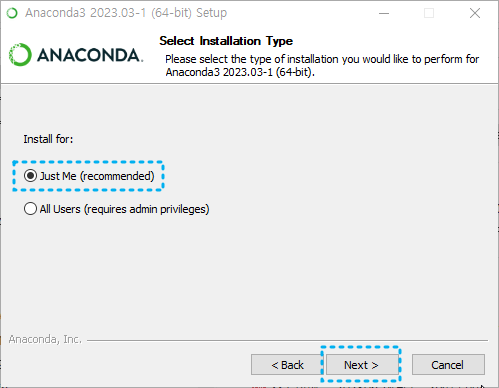 Anaconda3 2023.03-1 (64-bit) Setup
ANACONDA.
Select Installation Type
Please select the type of installation you would like to perform for
Anaconda3 2023.03-1 (64-bit).
Install for:
Just Me (recommended)
All Users (requires admin privileges)
Anaconda, Inc.
< Back
Next >
Cancel